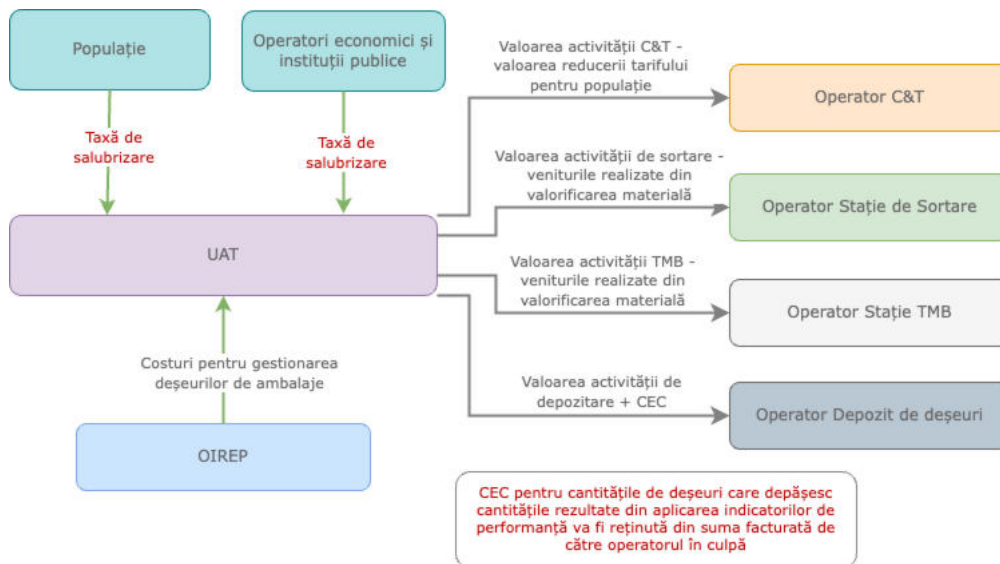 Populație
Operatori economici și
instituții publice
Valoarea activității C&T -
valoarea reducerii tarifului
pentru populație
Operator C&T
Taxă de
salubrizare
Taxă de
salubrizare
Valoarea activității de sortare -
veniturile realizate din
valorificarea materială
Operator Stație de Sortare
UAT
Valoarea activității TMB -
veniturile realizate din
valorificarea materială
Operator Stație TMB
Costuri pentru gestionarea
deșeurilor de ambalaje
Valoarea activității de
depozitare + CEC
Operator Depozit de deșeuri
OIREP
CEC pentru cantitățile de deșeuri care depășesc
cantitățile rezultate din aplicarea indicatorilor de
performanță va fi reținută din suma facturată de
către operatorul în culpă